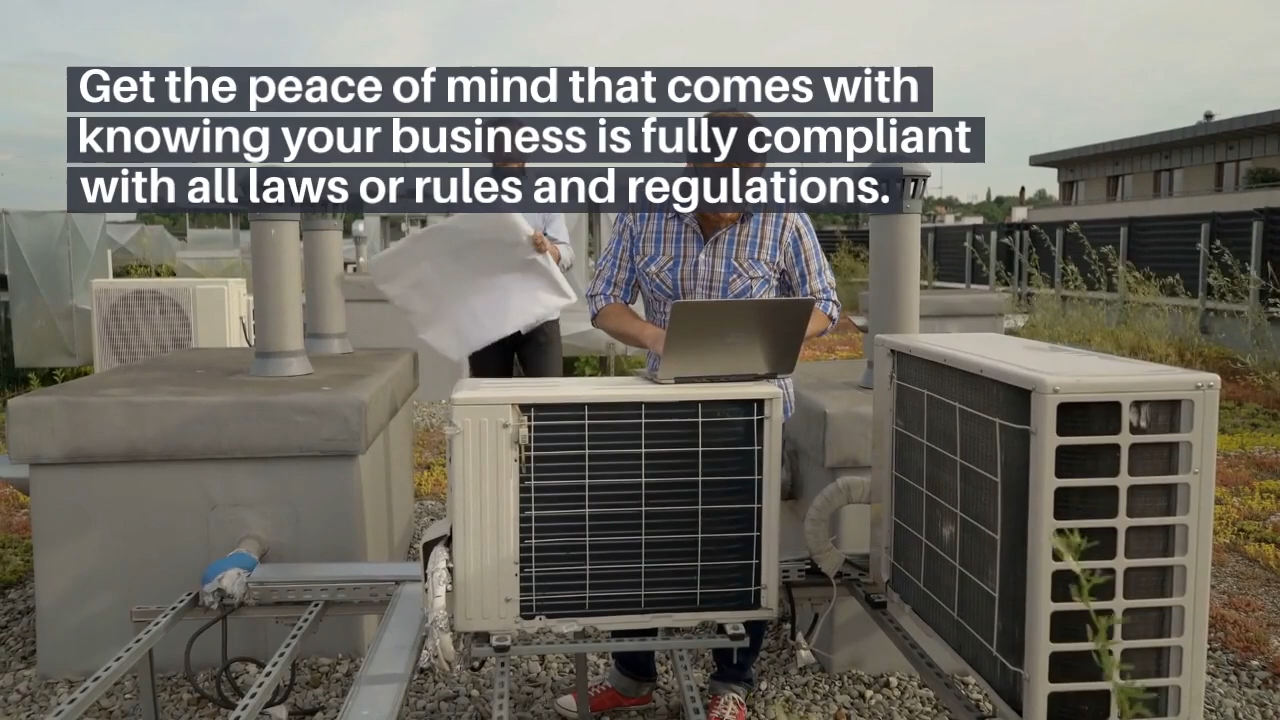 Get the peace of mind that comes with
knowing your business is fully compliant
with all laws or rules and regulations.